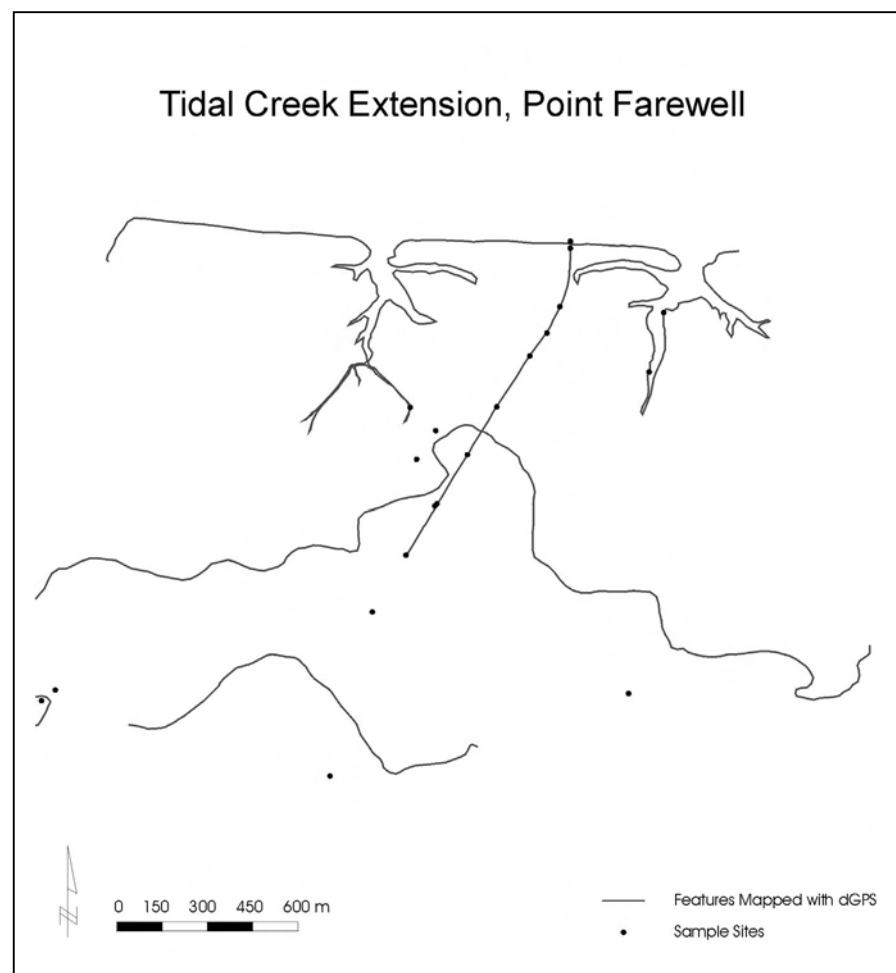 Tidal Creek Extension, Point Farewell
N
0 150 300 450 600 m
Features Mapped with dGPS
Sample Sites